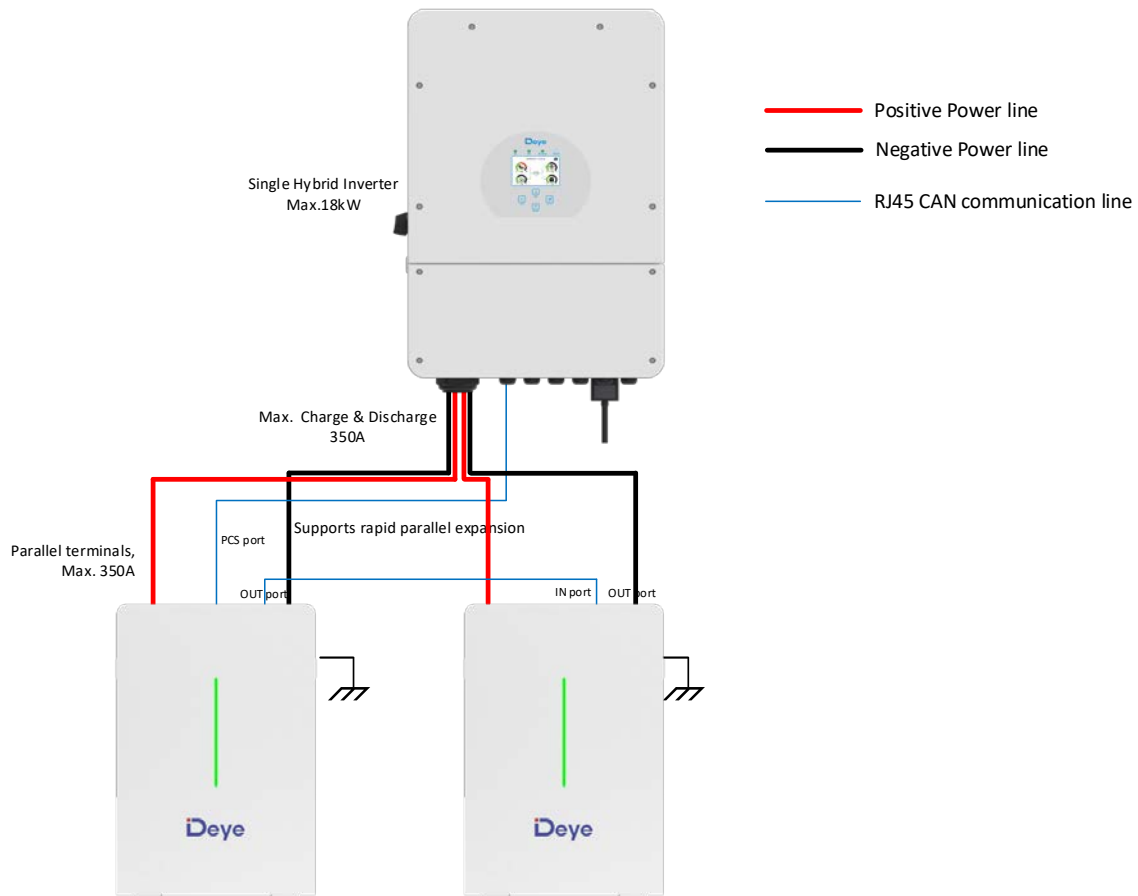 Deye
Positive Power line
Negative Power line
RJ45 CAN communication line
Single Hybrid Inverter
Max.18kW
Max. Charge & Discharge
350A
Supports rapid parallel expansion
PCS port
Parallel terminals,
Max. 350A
OUT port
IN port
OUT port
Deye
Deye